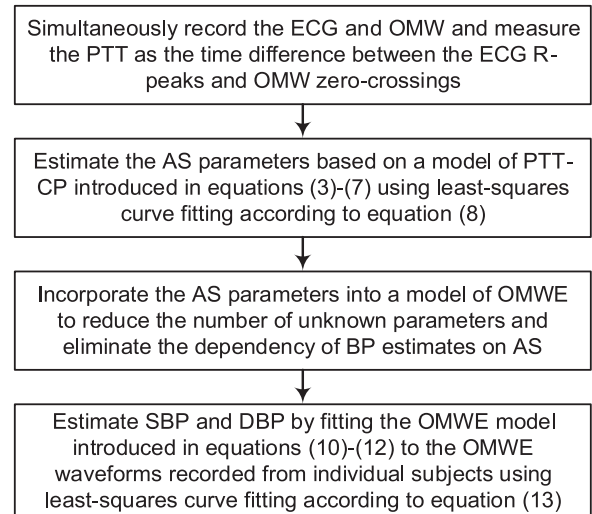 Simultaneously record the ECG and OMW and measure
the PTT as the time difference between the ECG R-
peaks and OMW zero-crossings
Estimate the AS parameters based on a model of PTT-
CP introduced in equations (3)-(7) using least-squares
curve fitting according to equation (8)
Incorporate the AS parameters into a model of OMWE
to reduce the number of unknown parameters and
eliminate the dependency of BP estimates on AS
Estimate SBP and DBP by fitting the OMWE model
introduced in equations (10)-(12) to the OMWE
waveforms recorded from individual subjects using
least-squares curve fitting according to equation (13)